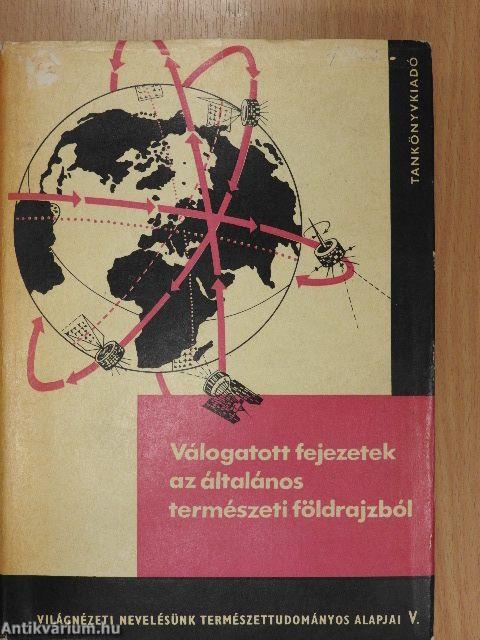 TANKÖNYVKIADÓ
Válogatott fejezetek
az általános
természeti földrajzból
VILÁGNÉZETI NEVELÉSÜNK TERMÉSZETTUDOMÁNYOS ALAPJAI V.
Antikvarium.hu